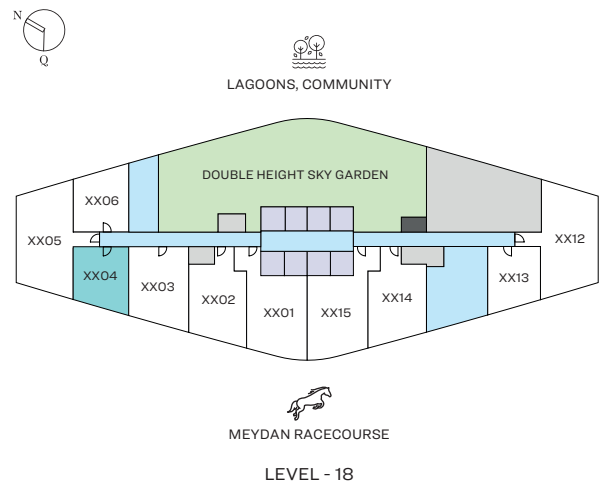 N
Q
LAGOONS, COMMUNITY
DOUBLE HEIGHT SKY GARDEN
XX06
XX05
XX12
XX04
XX03
XX02
XX01
XX15
XX14
XX13
MEYDAN RACECOURSE
LEVEL - 18